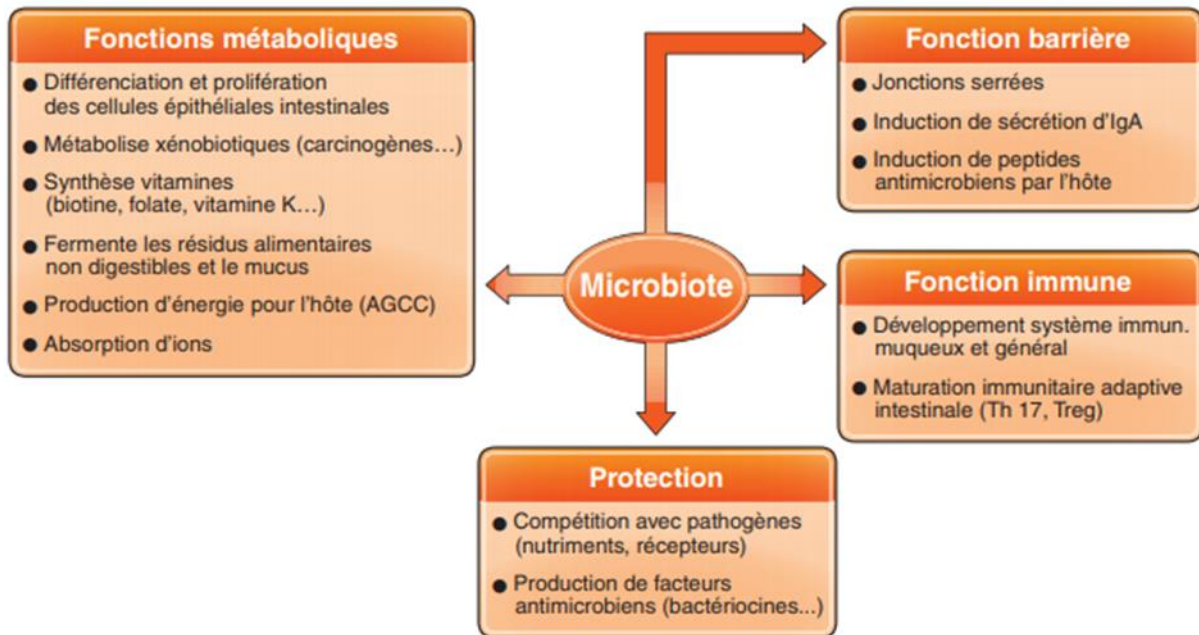 Fonctions métaboliques
● Différenciation et prolifération
des cellules épithéliales intestinales
● Métabolise xénobiotiques (carcinogènes…)
● Synthèse vitamines
(biotine, folate, vitamine K…)
● Fermente les résidus alimentaires
non digestibles et le mucus
● Production d’énergie pour l’hôte (AGCC)
● Absorption d’ions
Microbiote
Fonction barrière
● Jonctions serrées
● Induction de sécrétion d’IgA
● Induction de peptides
antimicrobiens par l’hôte
Fonction immune
● Développement système immun.
muqueux et général
● Maturation immunitaire adaptive
intestinale (Th 17, Treg)
Protection
● Compétition avec pathogènes
(nutriments, récepteurs)
● Production de facteurs
antimicrobiens (bactériocines...)